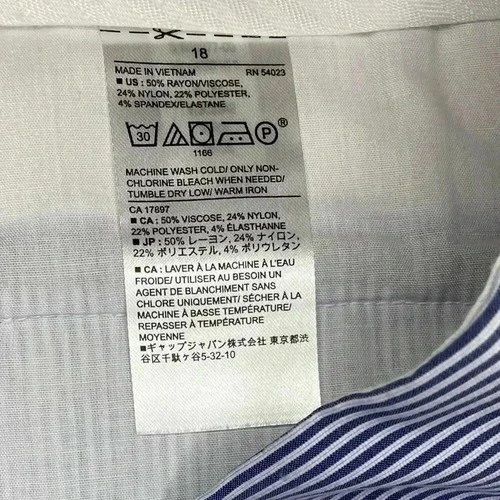 18
MADE IN VIETNAM RN 54023
■ US : 50% RAYON/VISCOSE,
24% NYLON, 22% POLYESTER,
4% SPANDEX/ELASTANE
30 P ®
1166
MACHINE WASH COLD/ ONLY NON-
CHLORINE BLEACH WHEN NEEDED/
TUMBLE DRY LOW/ WARM IRON
CA 17897
■ CA : 50% VISCOSE, 24% NYLON,
22% POLYESTER, 4% ÉLASTHANNE
■ JP : 50% レーヨン, 24% ナイロン,
22% ポリエステル, 4% ポリウレタン
■ CA : LAVER À LA MACHINE À L'EAU
FROIDE/ UTILISER AU BESOIN UN
AGENT DE BLANCHIMENT SANS
CHLORE UNIQUEMENT/ SÉCHER À LA
MACHINE À BASSE TEMPÉRATURE/
REPASSER À TEMPÉRATURE
MOYENNE
■ギャップジャパン株式会社 東京都渋
谷区千駄ヶ谷5-32-10